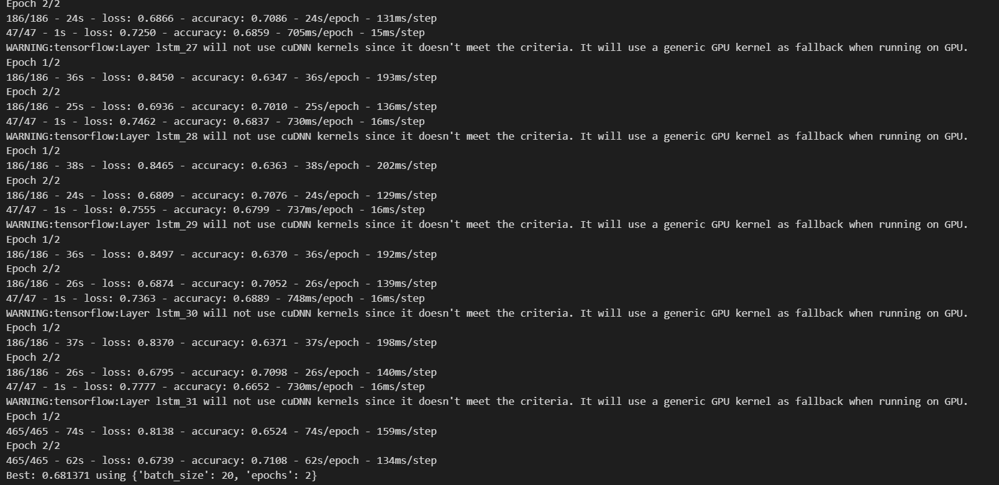 Epoch 2/2
186/186 - 24s - loss: 0.6866 - accuracy: 0.7086 - 24s/epoch - 131ms/step
47/47 - 1s - loss: 0.7250 - accuracy: 0.6859 - 705ms/epoch - 15ms/step
WARNING:tensorflow:Layer lstm_27 will not use cuDNN kernels since it doesn't meet the criteria. It will use a generic GPU kernel as fallback when running on GPU.
Epoch 1/2
186/186 - 36s - loss: 0.8450 - accuracy: 0.6347 - 36s/epoch - 193ms/step
Epoch 2/2
186/186 - 25s - loss: 0.6936 - accuracy: 0.7010 - 25s/epoch - 136ms/step
47/47 - 1s - loss: 0.7462 - accuracy: 0.6837 - 730ms/epoch - 16ms/step
WARNING:tensorflow:Layer lstm_28 will not use cuDNN kernels since it doesn't meet the criteria. It will use a generic GPU kernel as fallback when running on GPU.
Epoch 1/2
186/186 - 38s - loss: 0.8465 - accuracy: 0.6363 - 38s/epoch - 202ms/step
Epoch 2/2
186/186 - 24s - loss: 0.6809 - accuracy: 0.7076 - 24s/epoch - 129ms/step
47/47 - 1s - loss: 0.7555 - accuracy: 0.6799 - 737ms/epoch - 16ms/step
WARNING:tensorflow:Layer lstm_29 will not use cuDNN kernels since it doesn't meet the criteria. It will use a generic GPU kernel as fallback when running on GPU.
Epoch 1/2
186/186 - 36s - loss: 0.8497 - accuracy: 0.6370 - 36s/epoch - 192ms/step
Epoch 2/2
186/186 - 26s - loss: 0.6874 - accuracy: 0.7052 - 26s/epoch - 139ms/step
47/47 - 1s - loss: 0.7363 - accuracy: 0.6889 - 748ms/epoch - 16ms/step
WARNING:tensorflow:Layer lstm_30 will not use cuDNN kernels since it doesn't meet the criteria. It will use a generic GPU kernel as fallback when running on GPU.
Epoch 1/2
186/186 - 37s - loss: 0.8370 - accuracy: 0.6371 - 37s/epoch - 198ms/step
Epoch 2/2
186/186 - 26s - loss: 0.6795 - accuracy: 0.7098 - 26s/epoch - 140ms/step
47/47 - 1s - loss: 0.7777 - accuracy: 0.6652 - 730ms/epoch - 16ms/step
WARNING:tensorflow:Layer lstm_31 will not use cuDNN kernels since it doesn't meet the criteria. It will use a generic GPU kernel as fallback when running on GPU.
Epoch 1/2
465/465 - 74s - loss: 0.8138 - accuracy: 0.6524 - 74s/epoch - 159ms/step
Epoch 2/2
465/465 - 62s - loss: 0.6739 - accuracy: 0.7108 - 62s/epoch - 134ms/step
Best: 0.681371 using {'batch_size': 20, 'epochs': 2}